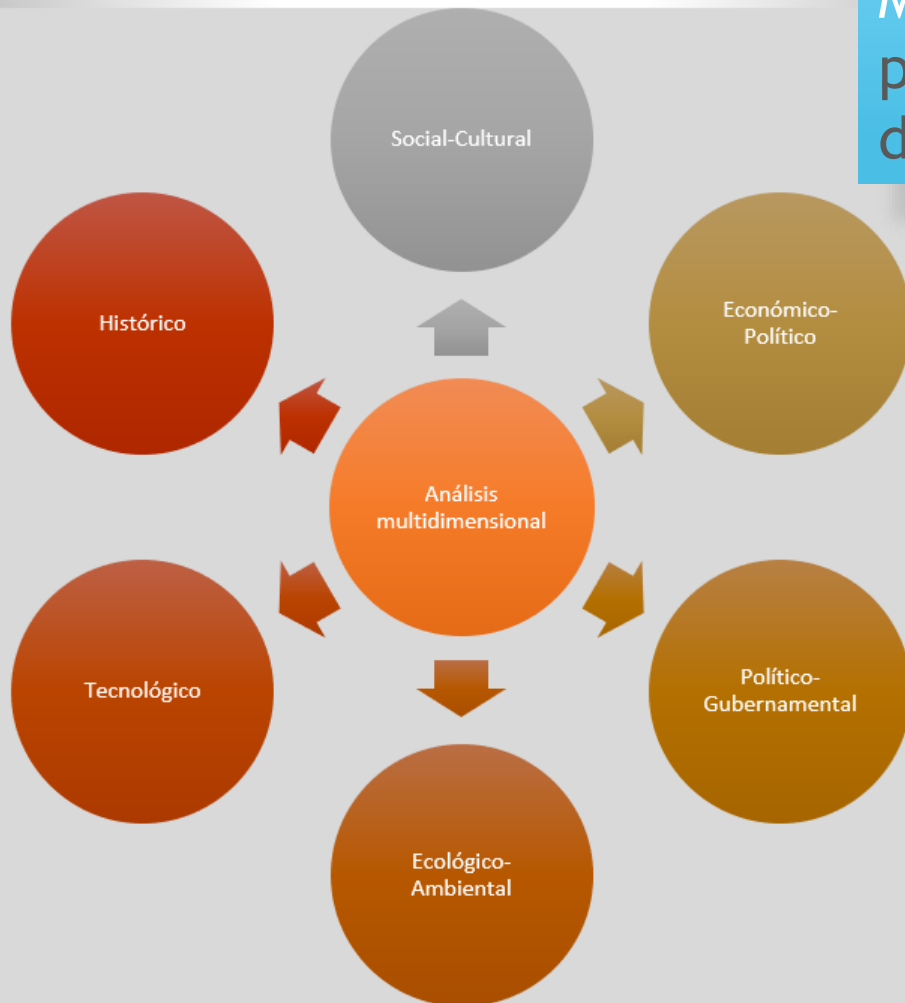 Social-Cultural
Histórico
Económico-
Político
Análisis
multidimensional
Tecnológico
Político-
Gubernamental
Ecológico-
Ambiental